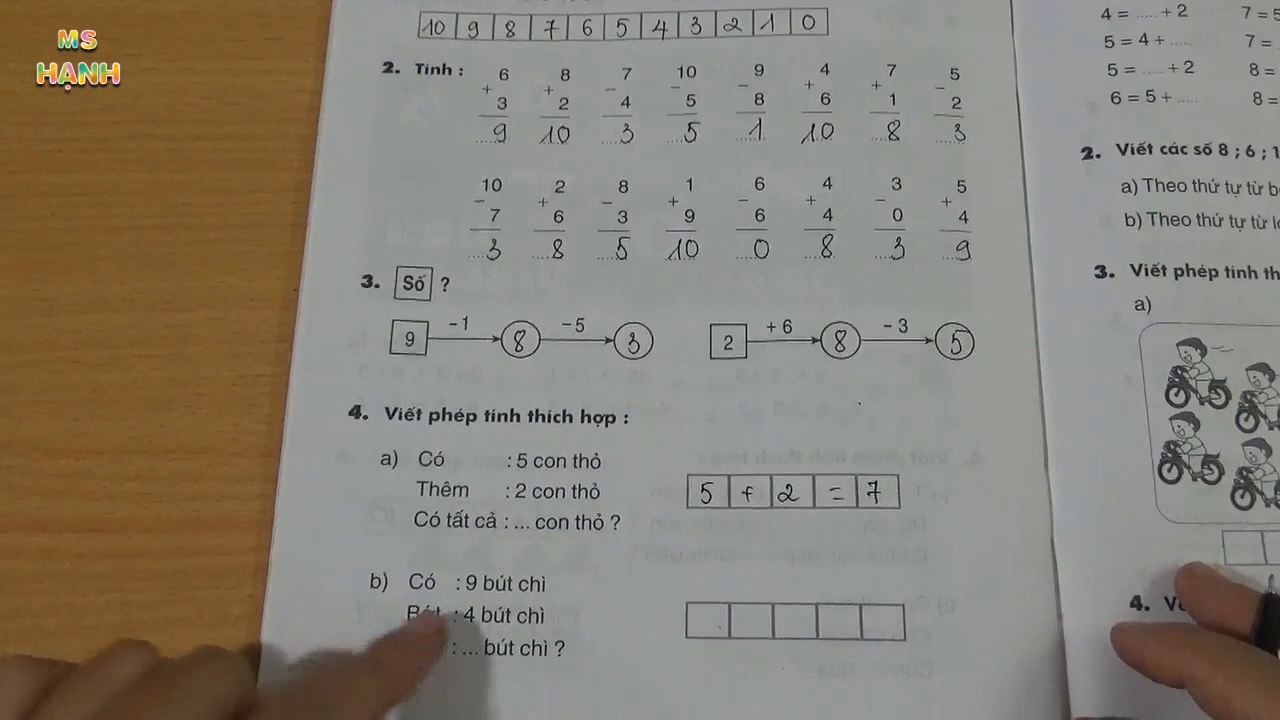 MS
HẠNH
10 9 8 7 6 5 4 3 2 1 0
2. Tính :
6 8 7 10 9 4 7 5
+ + - - - + + -
3 2 4 5 8 6 1 2
9 10 3 5 1 10 8 3
10 2 8 1 6 4 3 5
- + - + - + - +
7 6 3 9 6 4 0 4
3 8 5 10 0 8 3 9
3. Số ?
9 - 1 8 - 5 3 2 + 6 8 - 3 5
4. Viết phép tính thích hợp :
a) Có : 5 con thỏ
Thêm : 2 con thỏ
Có tất cả : ... con thỏ ?
5 + 2 = 7
b) Có : 9 bút chì
: 4 bút chì
: ... bút chì ?
4 = ..... + 2 7 = 5
5 = 4 + ..... 7 =
5 = ..... + 2 8 =
6 = 5 + ..... 8 =
2. Viết các số 8 ; 6 ; 1
a) Theo thứ tự từ b
b) Theo thứ tự từ l
3. Viết phép tính th
a)
4. V